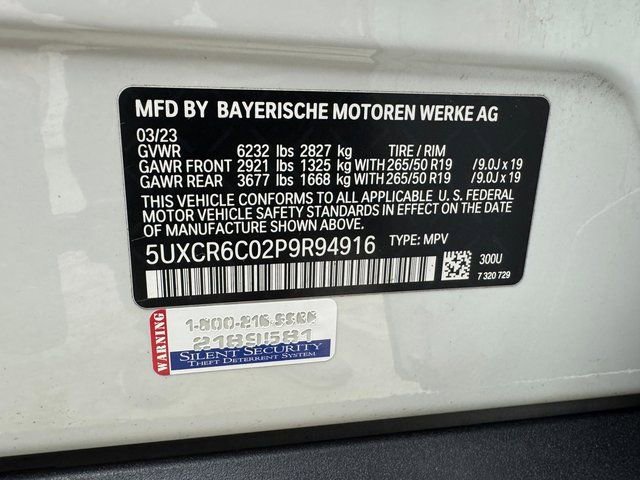 MFD BY BAYERISCHE MOTOREN WERKE AG
03/23
GVWR 6232 lbs 2827 kg TIRE / RIM
GAWR FRONT 2921 lbs 1325 kg WITH 265/50 R19 /9.0J x 19
GAWR REAR 3677 lbs 1668 kg WITH 265/50 R19 /9.0J x 19
THIS VEHICLE CONFORMS TO ALL APPLICABLE U. S. FEDERAL
MOTOR VEHICLE SAFETY STANDARDS IN EFFECT ON THE DATE OF
MANUFACTURE SHOWN ABOVE.
5UXCR6C02P9R94916 TYPE: MPV
300U
7 320 729
WARNING
2189581
SILENT SECURITY
THEFT DETERRENT SYSTEM